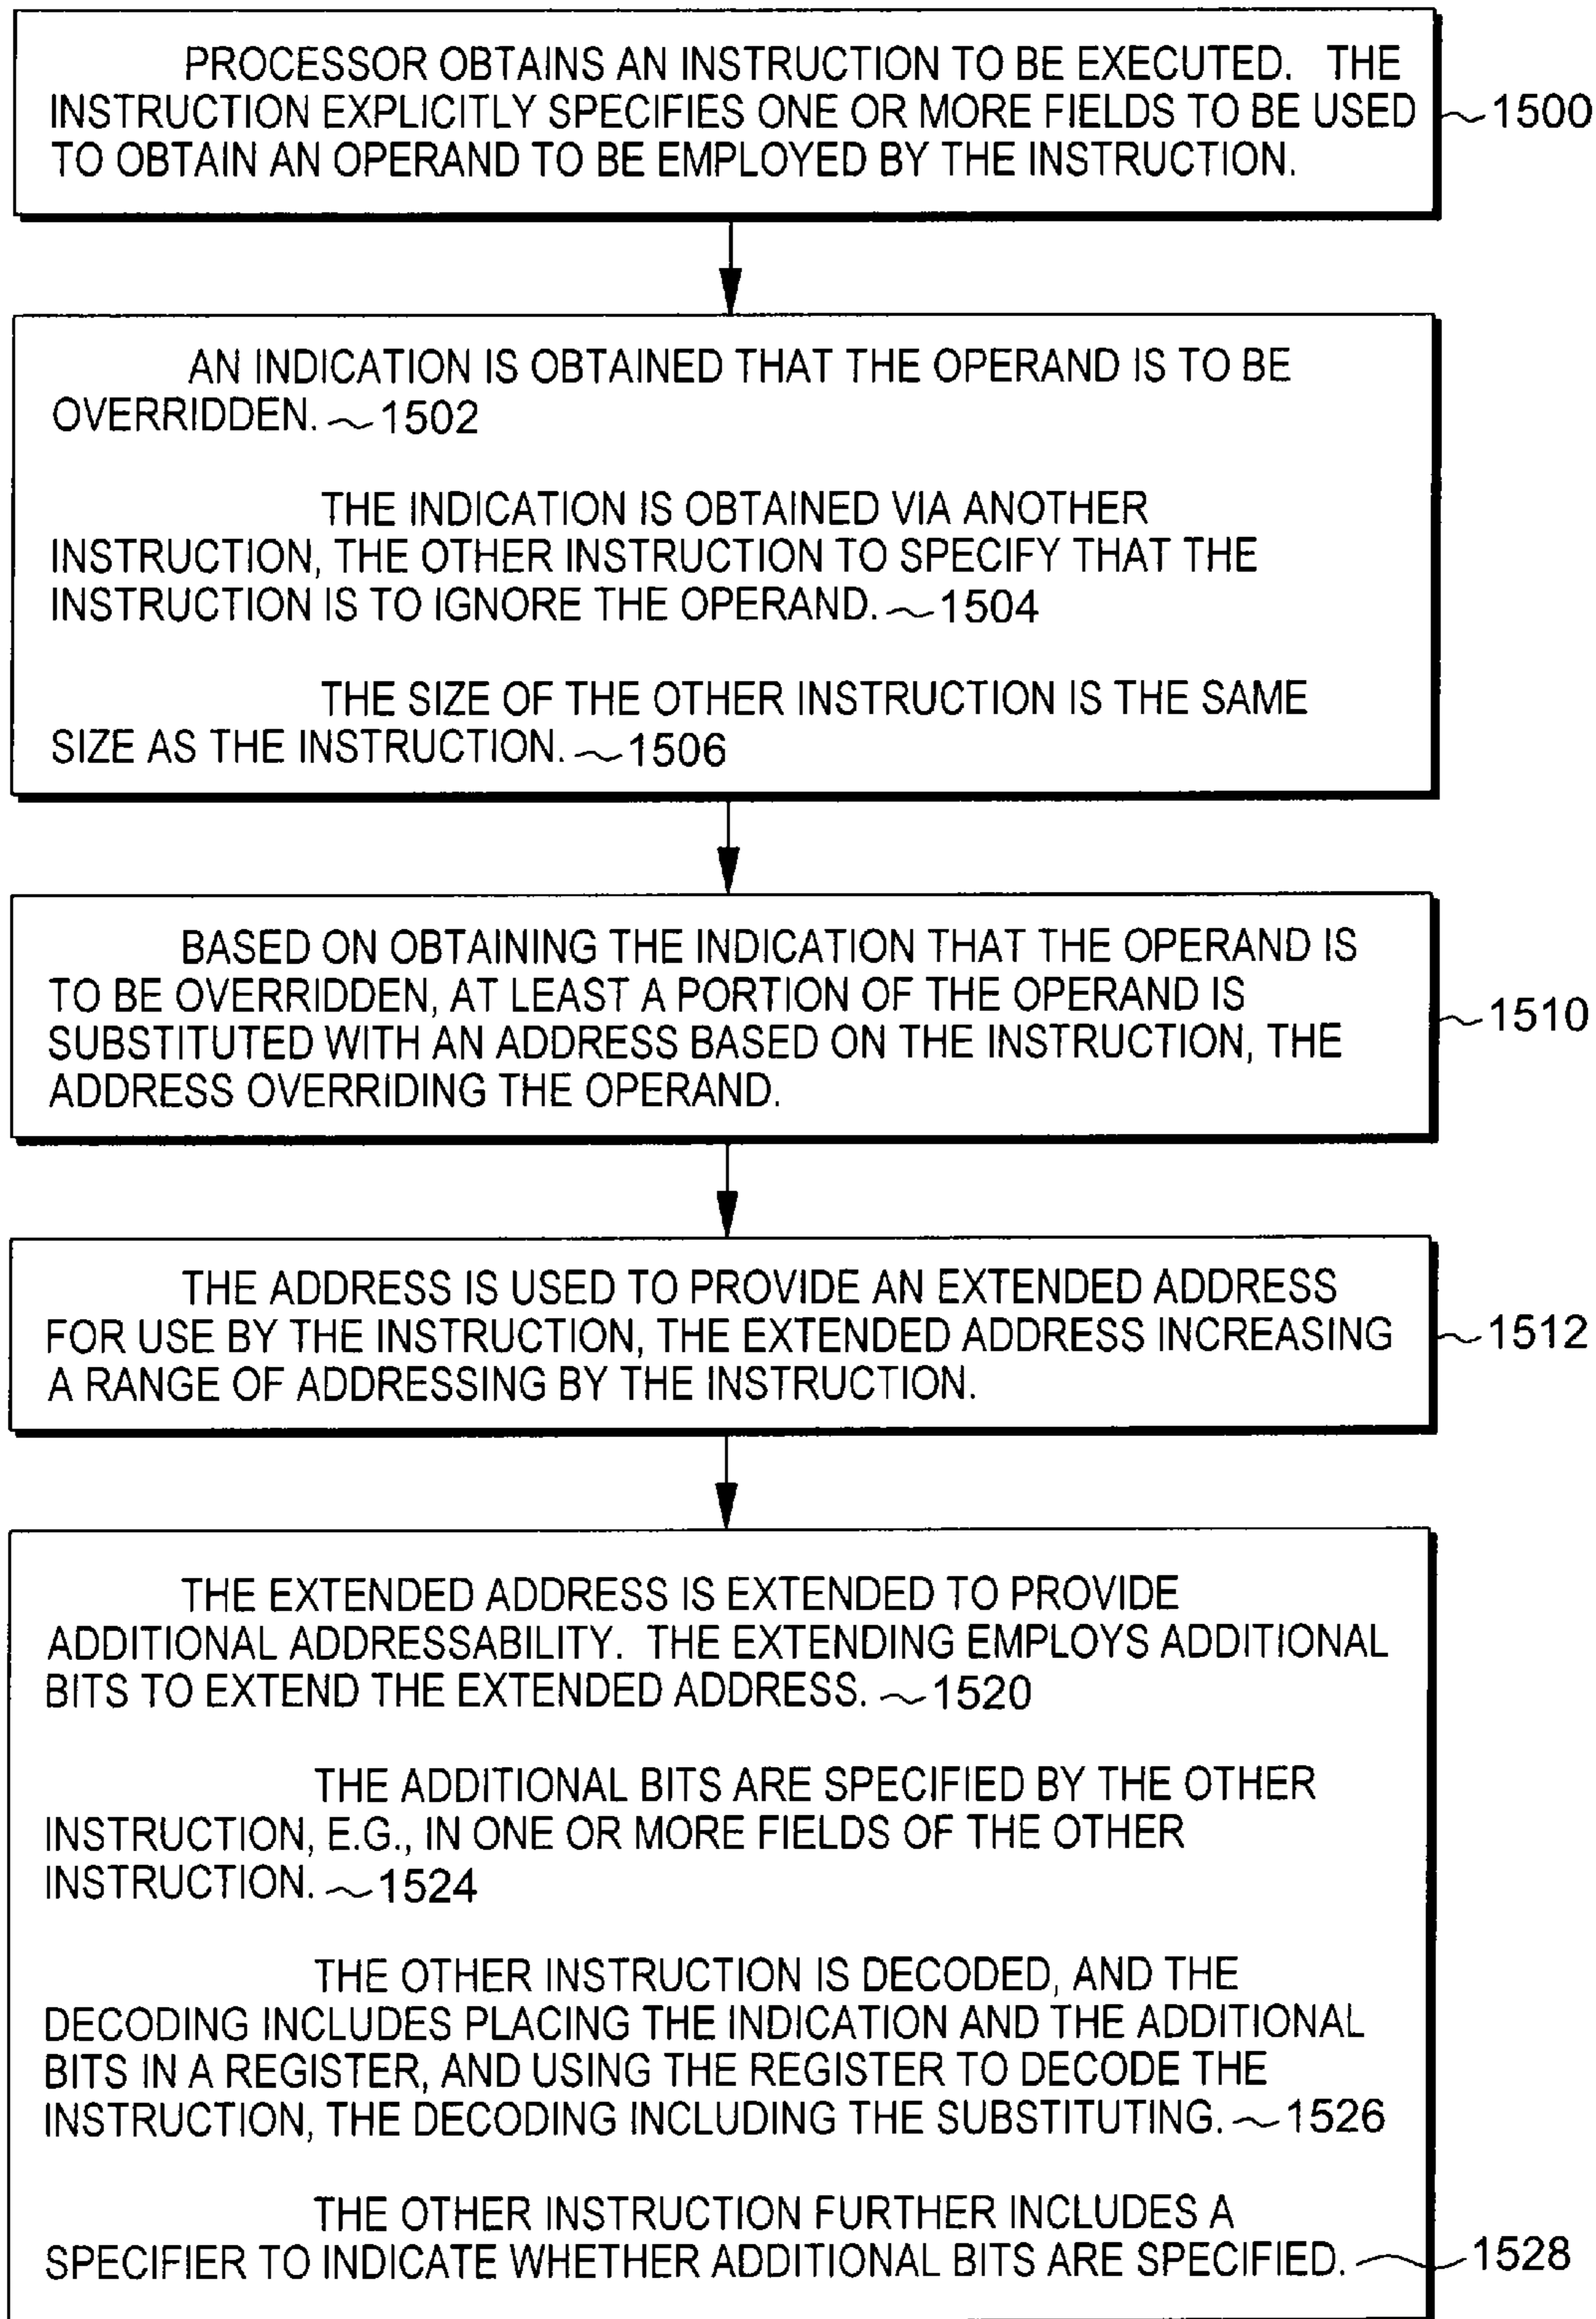 PROCESSOR OBTAINS AN INSTRUCTION TO BE EXECUTED. THE
INSTRUCTION EXPLICITLY SPECIFIES ONE OR MORE FIELDS TO BE USED
TO OBTAIN AN OPERAND TO BE EMPLOYED BY THE INSTRUCTION.
1500
AN INDICATION IS OBTAINED THAT THE OPERAND IS TO BE
OVERRIDDEN. 1502
THE INDICATION IS OBTAINED VIA ANOTHER
INSTRUCTION, THE OTHER INSTRUCTION TO SPECIFY THAT THE
INSTRUCTION IS TO IGNORE THE OPERAND. 1504
THE SIZE OF THE OTHER INSTRUCTION IS THE SAME
SIZE AS THE INSTRUCTION. 1506
BASED ON OBTAINING THE INDICATION THAT THE OPERAND IS
TO BE OVERRIDDEN, AT LEAST A PORTION OF THE OPERAND IS
SUBSTITUTED WITH AN ADDRESS BASED ON THE INSTRUCTION, THE
ADDRESS OVERRIDING THE OPERAND.
1510
THE ADDRESS IS USED TO PROVIDE AN EXTENDED ADDRESS
FOR USE BY THE INSTRUCTION, THE EXTENDED ADDRESS INCREASING
A RANGE OF ADDRESSING BY THE INSTRUCTION.
1512
THE EXTENDED ADDRESS IS EXTENDED TO PROVIDE
ADDITIONAL ADDRESSABILITY. THE EXTENDING EMPLOYS ADDITIONAL
BITS TO EXTEND THE EXTENDED ADDRESS. 1520
THE ADDITIONAL BITS ARE SPECIFIED BY THE OTHER
INSTRUCTION, E.G., IN ONE OR MORE FIELDS OF THE OTHER
INSTRUCTION. 1524
THE OTHER INSTRUCTION IS DECODED, AND THE
DECODING INCLUDES PLACING THE INDICATION AND THE ADDITIONAL
BITS IN A REGISTER, AND USING THE REGISTER TO DECODE THE
INSTRUCTION, THE DECODING INCLUDING THE SUBSTITUTING. 1526
THE OTHER INSTRUCTION FURTHER INCLUDES A
SPECIFIER TO INDICATE WHETHER ADDITIONAL BITS ARE SPECIFIED. 1528